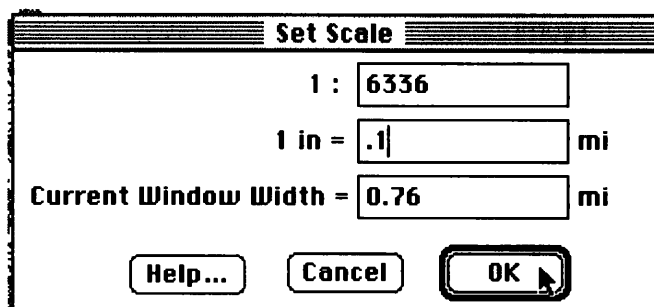 Set Scale
1 : 6336
1 in = .1 mi
Current Window Width = 0.76 mi
Help... Cancel OK